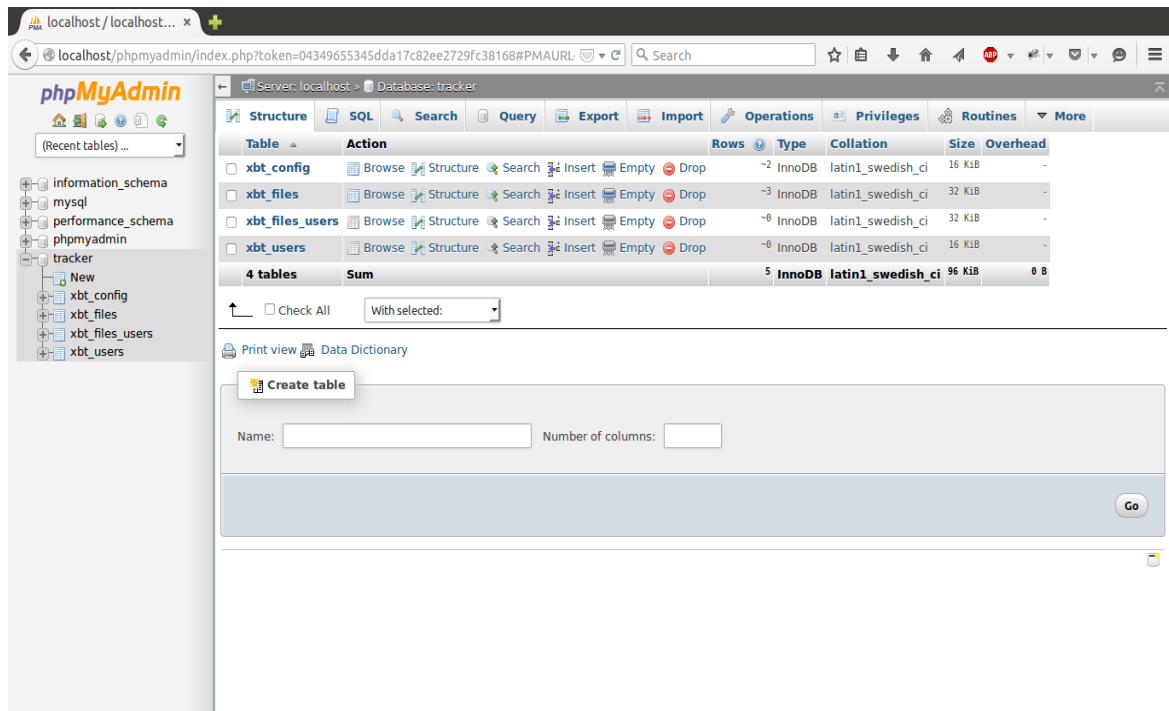 localhost / localhost... ×
localhost/phpmyadmin/index.php?token=04349655345dda17c82ee2729fc38168#PMAURL- Search ABP
phpMyAdmin
(Recent tables) ...
information_schema
mysql
performance_schema
phpmyadmin
tracker
New
xbt_config
xbt_files
xbt_files_users
xbt_users
Server: localhost » Database: tracker
Structure SQL Search Query Export Import Operations Privileges Routines More
Table Action Rows Type Collation Size Overhead
xbt_config Browse Structure Search Insert Empty Drop ~2 InnoDB latin1_swedish_ci 16 KiB -
xbt_files Browse Structure Search Insert Empty Drop ~3 InnoDB latin1_swedish_ci 32 KiB -
xbt_files_users Browse Structure Search Insert Empty Drop ~0 InnoDB latin1_swedish_ci 32 KiB -
xbt_users Browse Structure Search Insert Empty Drop ~0 InnoDB latin1_swedish_ci 16 KiB -
4 tables Sum 5 InnoDB latin1_swedish_ci 96 KiB 0 B
Check All With selected:
Print view Data Dictionary
Create table
Name: Number of columns:
Go